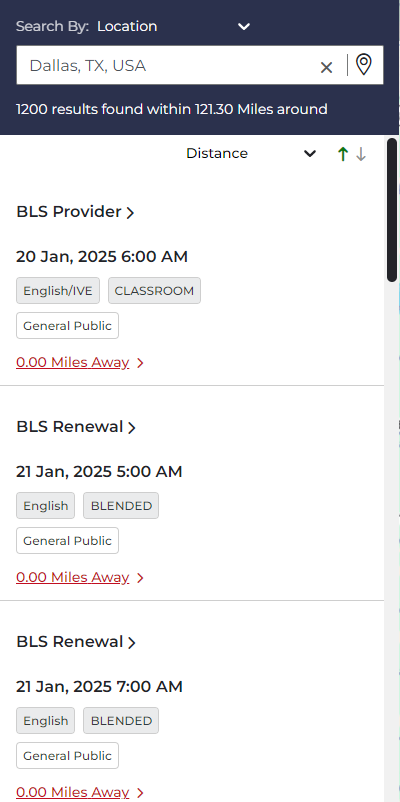 Search By: Location
Dallas, TX, USA
1200 results found within 121.30 Miles around
Distance
BLS Provider
20 Jan, 2025 6:00 AM
English/IVE CLASSROOM
General Public
0.00 Miles Away
BLS Renewal
21 Jan, 2025 5:00 AM
English BLENDED
General Public
0.00 Miles Away
BLS Renewal
21 Jan, 2025 7:00 AM
English BLENDED
General Public
0.00 Miles Away